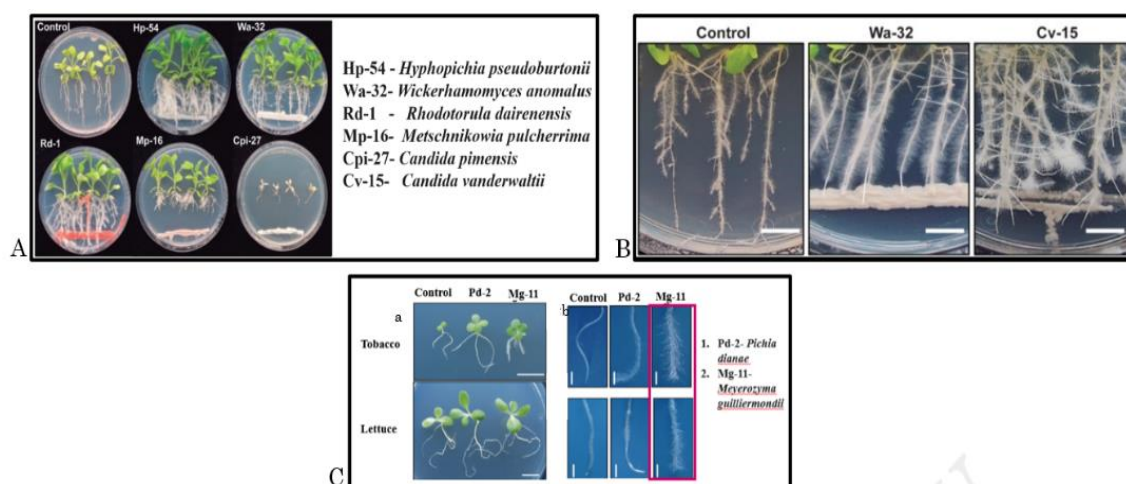 Control Hp-54 Wa-32
Rd-1 Mp-16 Cpi-27
Hp-54 - Hyphopichia pseudoburtonii
Wa-32- Wickerhamomyces anomalus
Rd-1 - Rhodotorula dairenensis
Mp-16 - Metschnikowia pulcherrima
Cpi-27- Candida pimensis
Cv-15- Candida vanderwaltii
A
Control Wa-32 Cv-15
B
Control Pd-2 Mg-11
a
Tobacco
Lettuce
b
Control Pd-2 Mg-11
1. Pd-2- Pichia
dianae
2. Mg-11-
Meyerozyma
guilliermondii
C